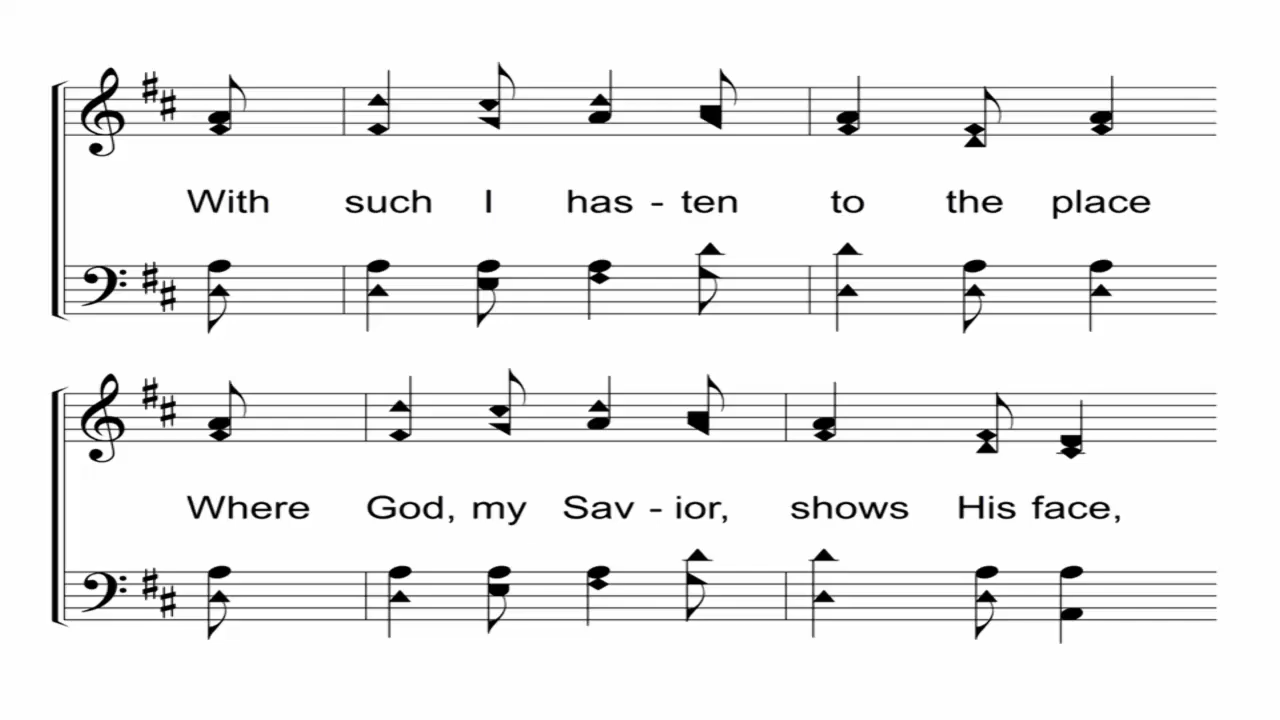 With such I has - ten to the place
Where God, my Sav - ior, shows His face,